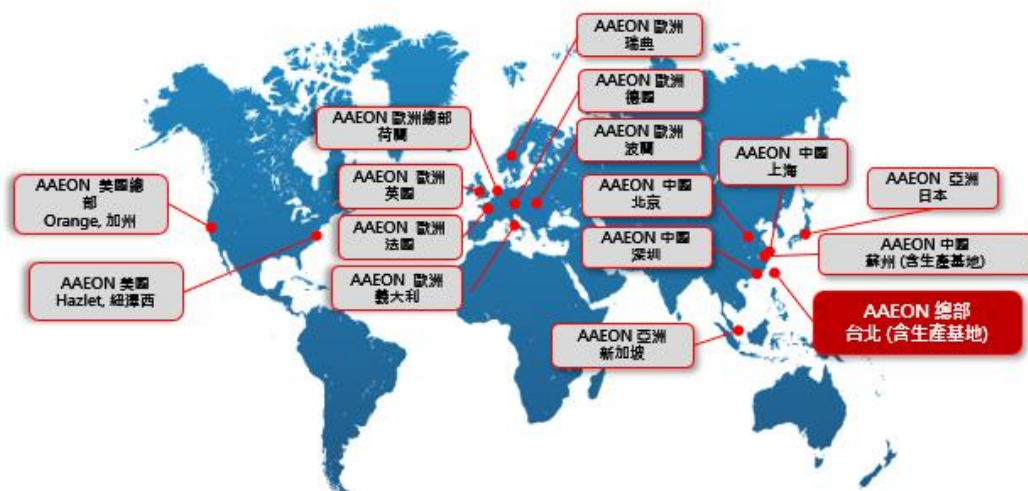 AAEON 歐洲
瑞典
AAEON 歐洲
德國
AAEON 歐洲總部
荷蘭
AAEON 歐洲
波蘭
AAEON 中國
上海
AAEON 美國總
部
Orange, 加州
AAEON 歐洲
英國
AAEON 中國
北京
AAEON 亞洲
日本
AAEON 歐洲
法國
AAEON 中國
深圳
AAEON 中國
蘇州 (含生產基地)
AAEON 美國
Hazlet, 紐澤西
AAEON 歐洲
義大利
AAEON 總部
台北 (含生產基地)
AAEON 亞洲
新加坡